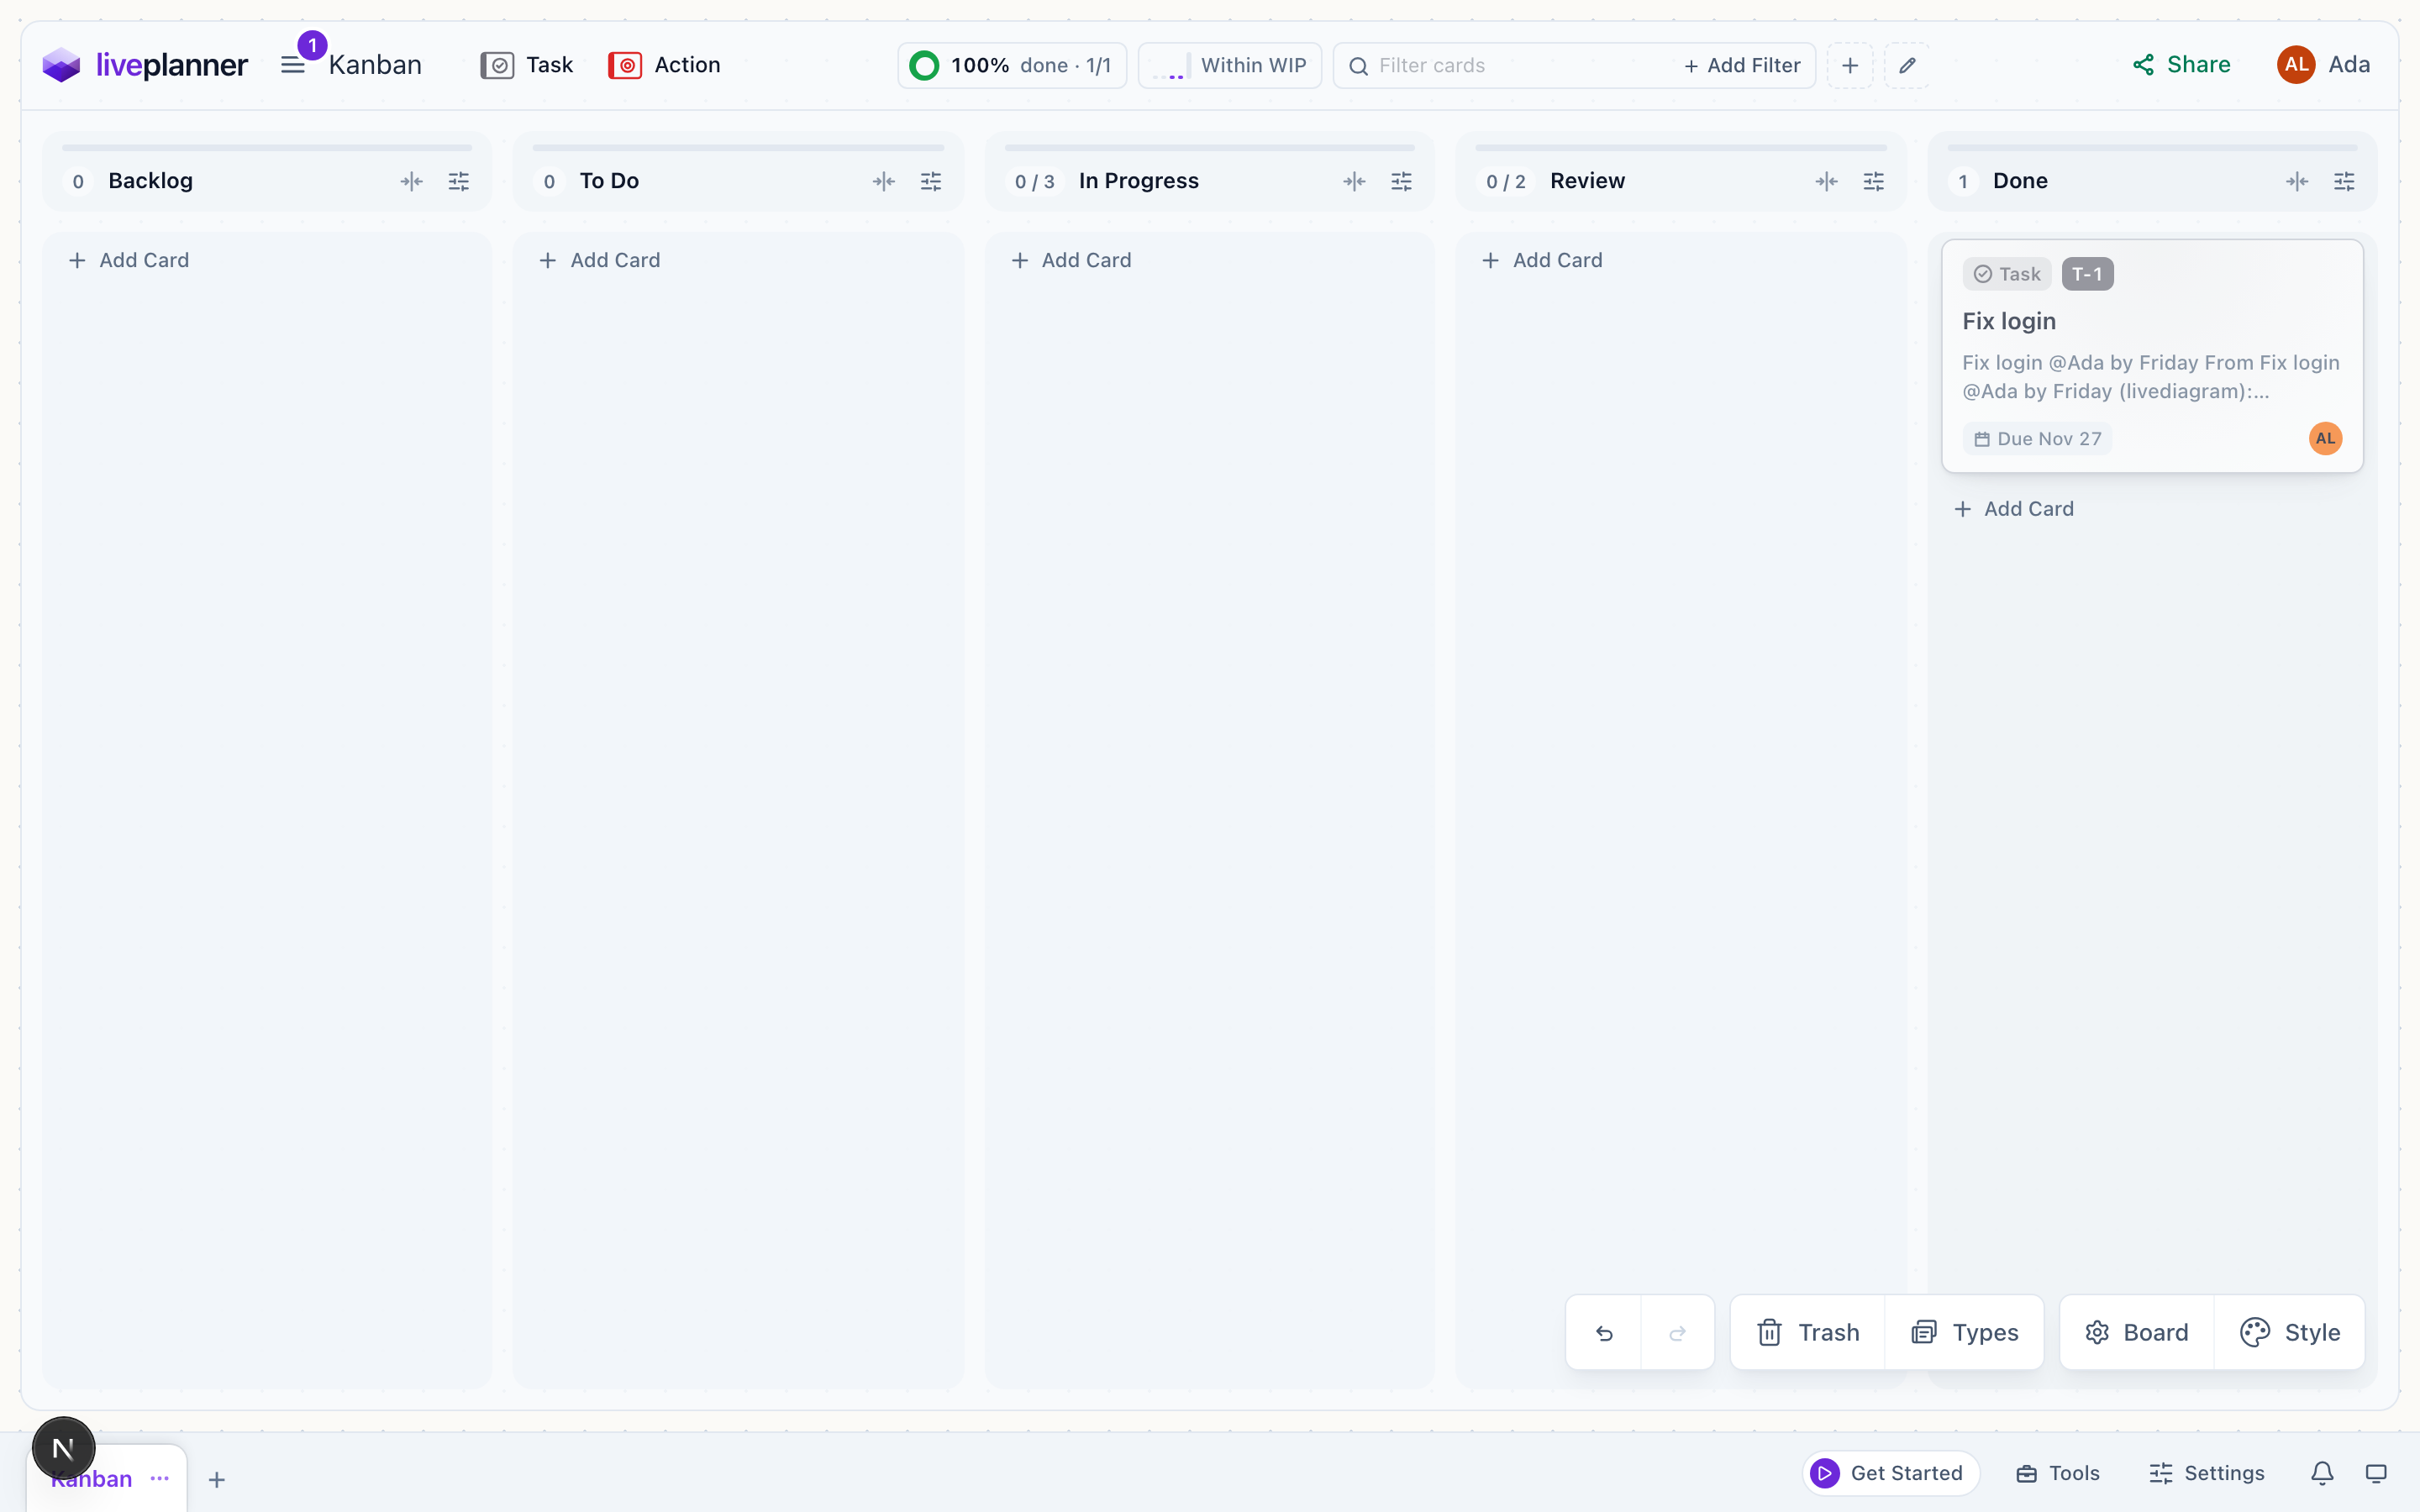 liveplanner
1
Kanban
Task
Action
100% done · 1/1
Within WIP
Filter cards
+ Add Filter
Share
AL
Ada
0 Backlog
0 To Do
0 / 3 In Progress
0 / 2 Review
1 Done
+ Add Card
+ Add Card
+ Add Card
+ Add Card
Task T-1
Fix login
Fix login @Ada by Friday From Fix login
@Ada by Friday (livediagram):...
Due Nov 27
AL
+ Add Card
Trash
Types
Board
Style
N
Kanban
Get Started
Tools
Settings